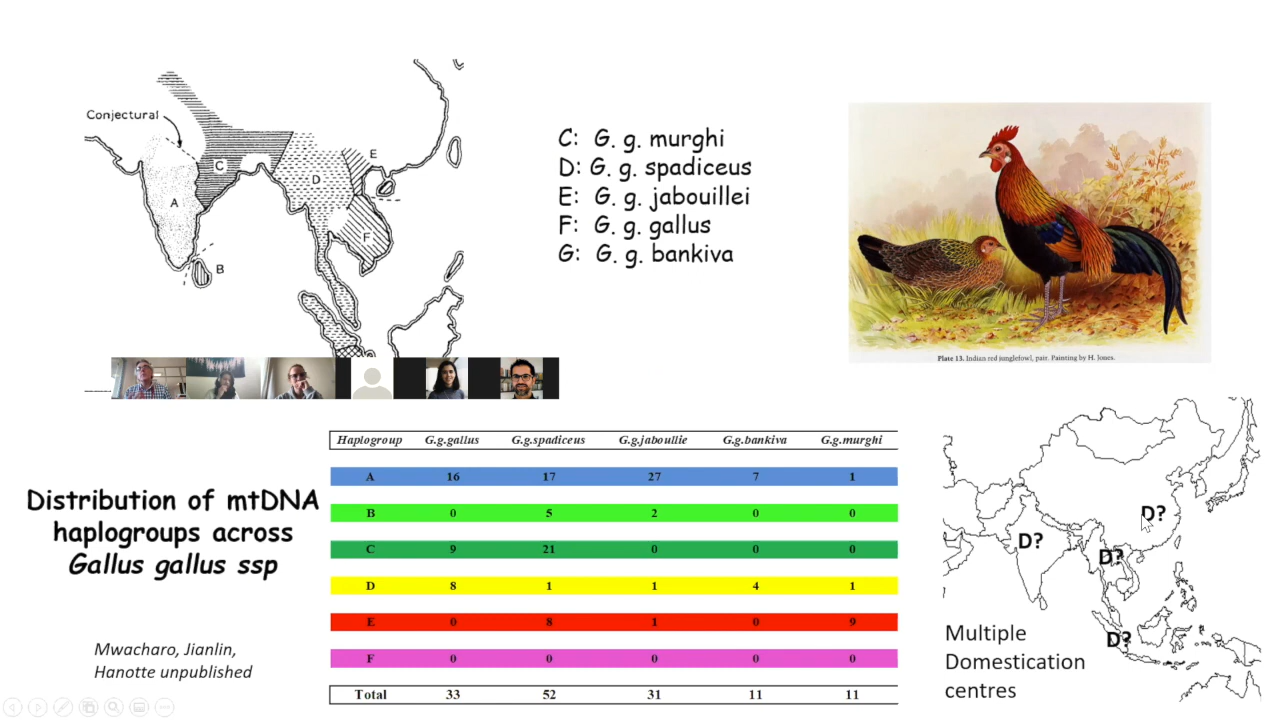 Conjectural
C
E
D
A
F
B
C: G. g. murghi
D: G. g. spadiceus
E: G. g. jabouillei
F: G. g. gallus
G: G. g. bankiva
Plate 13. Indian red junglefowl, pair. Painting by H. Jones.
Distribution of mtDNA
haplogroups across
Gallus gallus ssp
Mwacharo, Jianlin,
Hanotte unpublished
Haplogroup G.g.gallus G.g.spadiceus G.g.jaboullie G.g.bankiva G.g.murghi
A 16 17 27 7 1
B 0 5 2 0 0
C 9 21 0 0 0
D 8 1 1 4 1
E 0 8 1 0 9
F 0 0 0 0 0
Total 33 52 31 11 11
D?
D?
D?
D?
Multiple
Domestication
centres